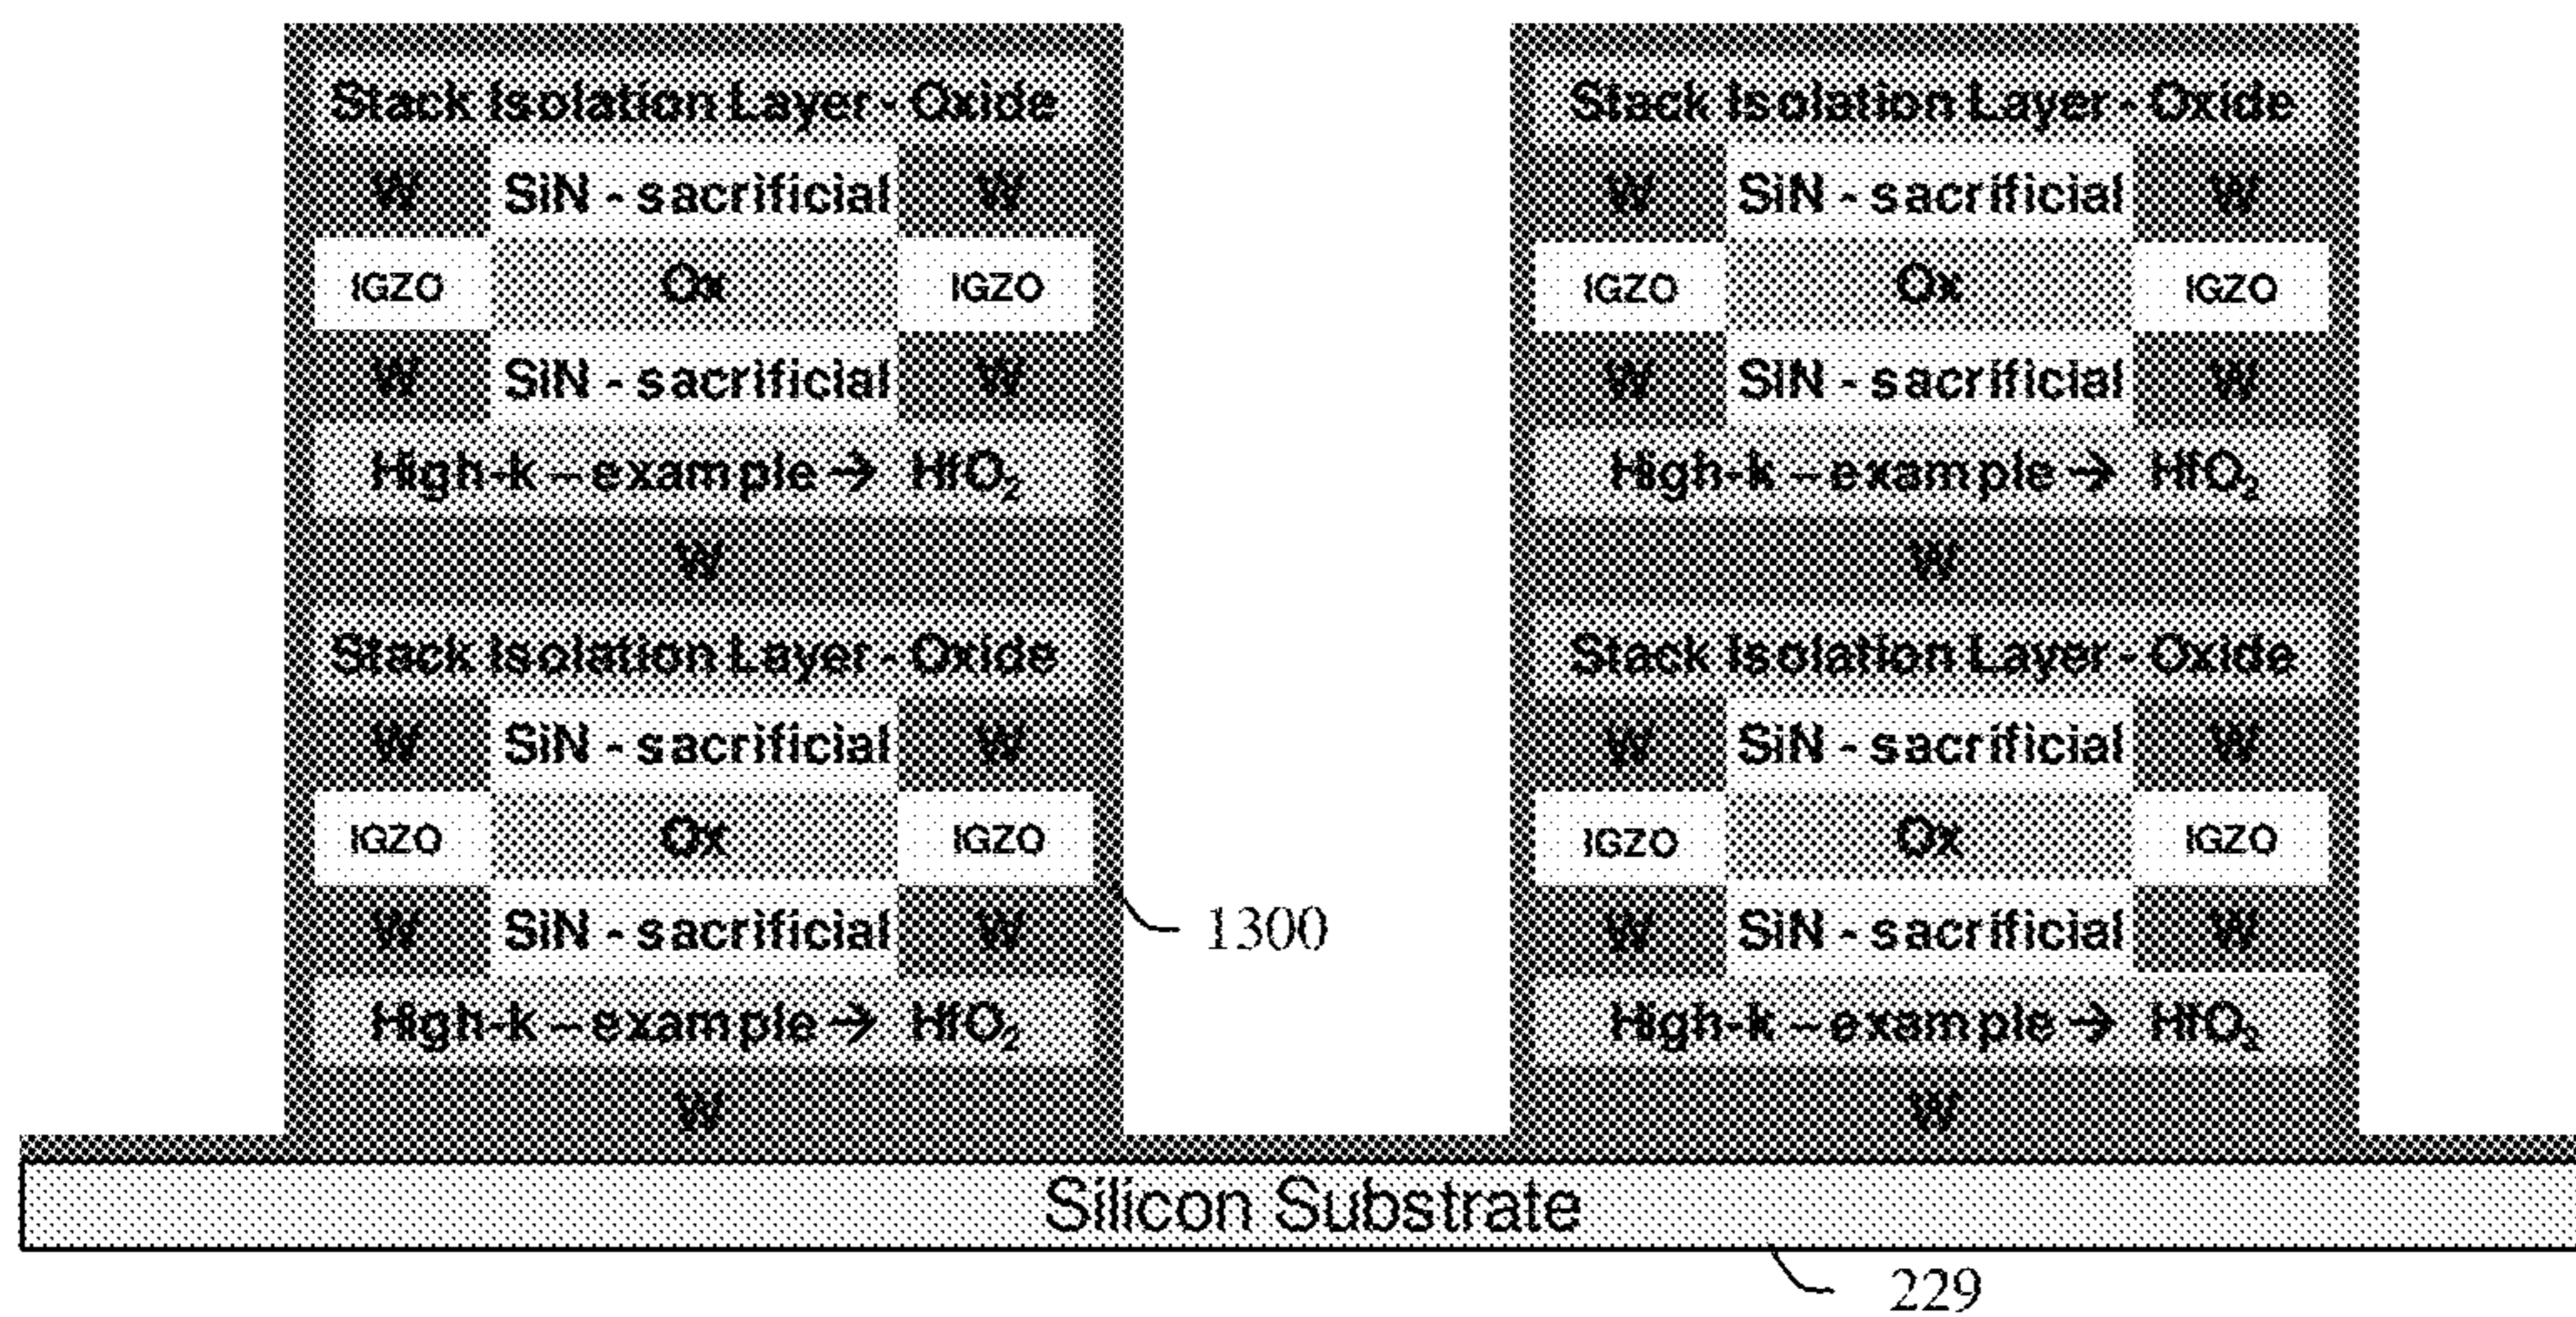 Stack Isolation Layer - Oxide Stack Isolation Layer - Oxide
W SiN - sacrificial W W SiN - sacrificial W
IGZO Ox IGZO IGZO Ox IGZO
W SiN - sacrificial W W SiN - sacrificial W
High-k – example → HfO₂ High-k – example → HfO₂
W W
Stack Isolation Layer - Oxide Stack Isolation Layer - Oxide
W SiN - sacrificial W W SiN - sacrificial W
IGZO Ox IGZO IGZO Ox IGZO
W SiN - sacrificial W 1300 W SiN - sacrificial W
High-k – example → HfO₂ High-k – example → HfO₂
W W
Silicon Substrate
229